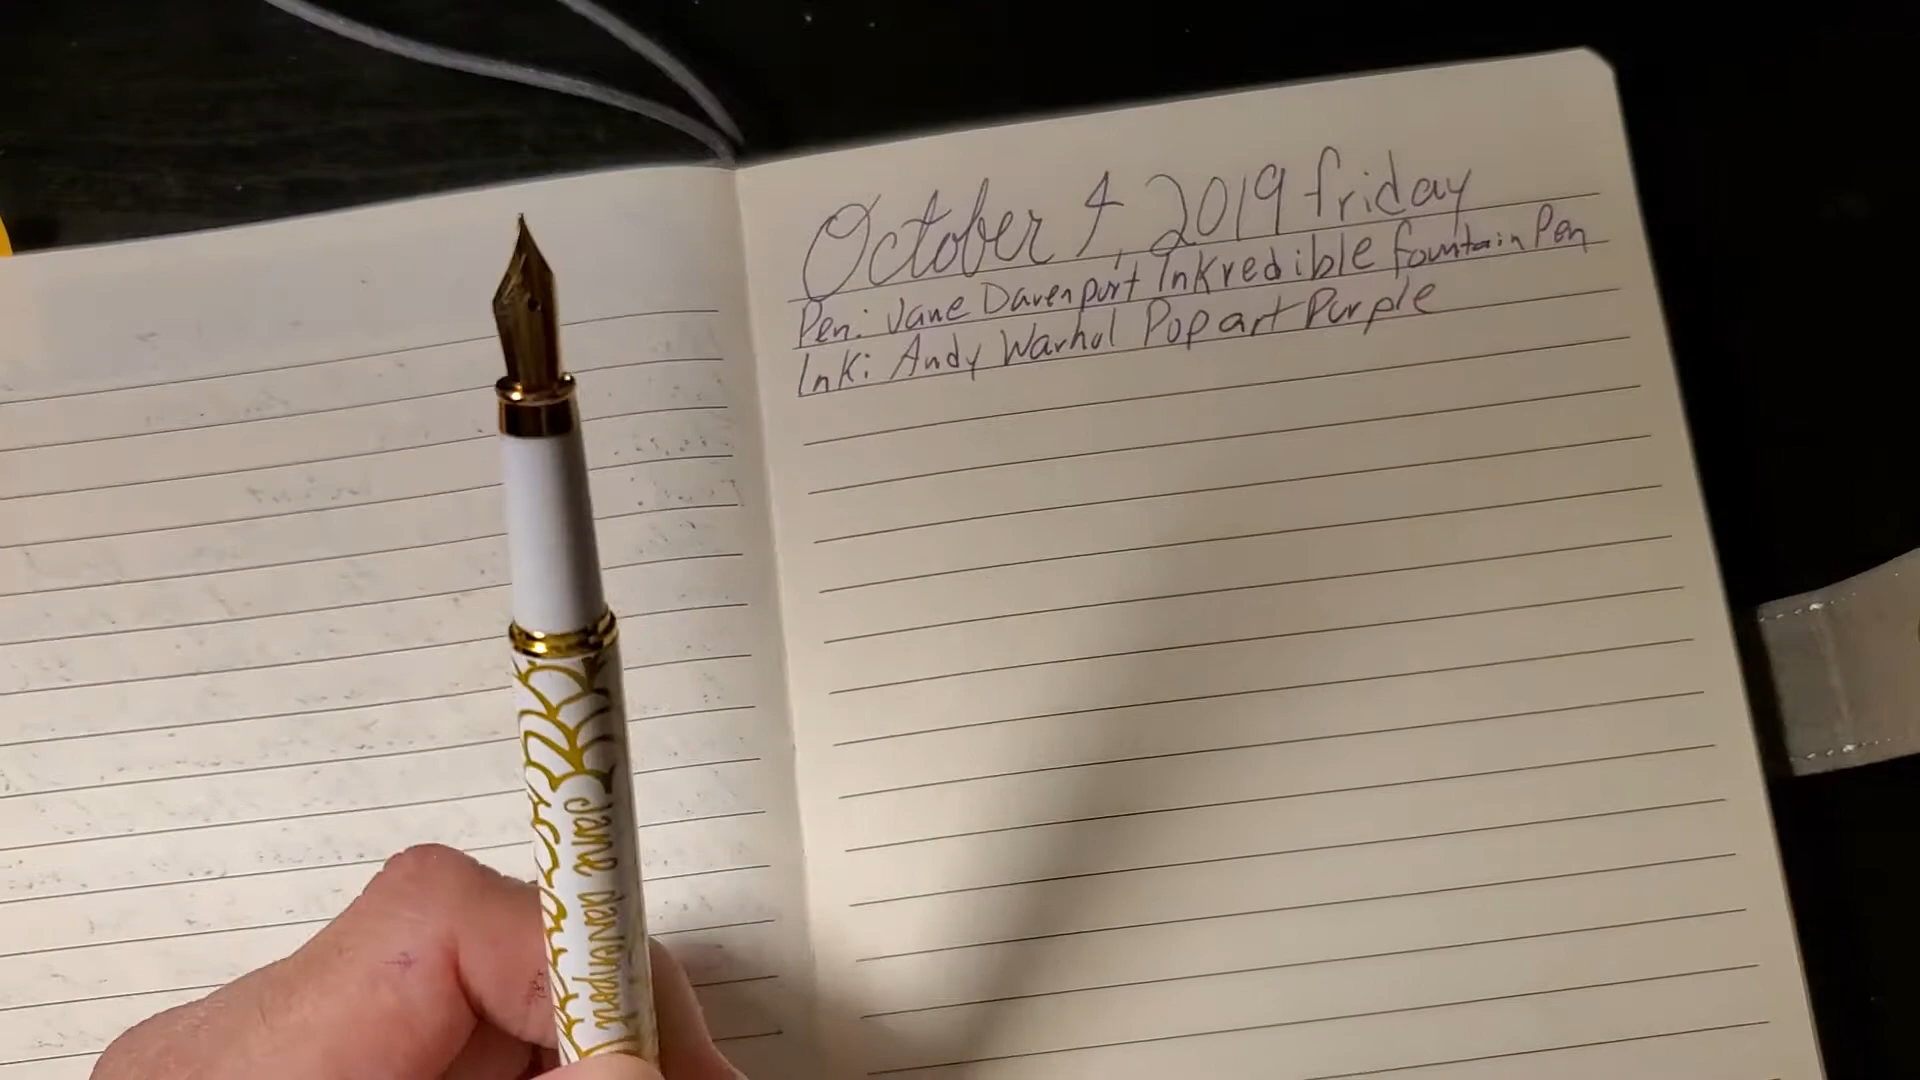 October 4, 2019 friday
Pen: Jane Davenport Inkredible fountain Pen
Ink: Andy Warhol Pop art Purple
Jane davenport